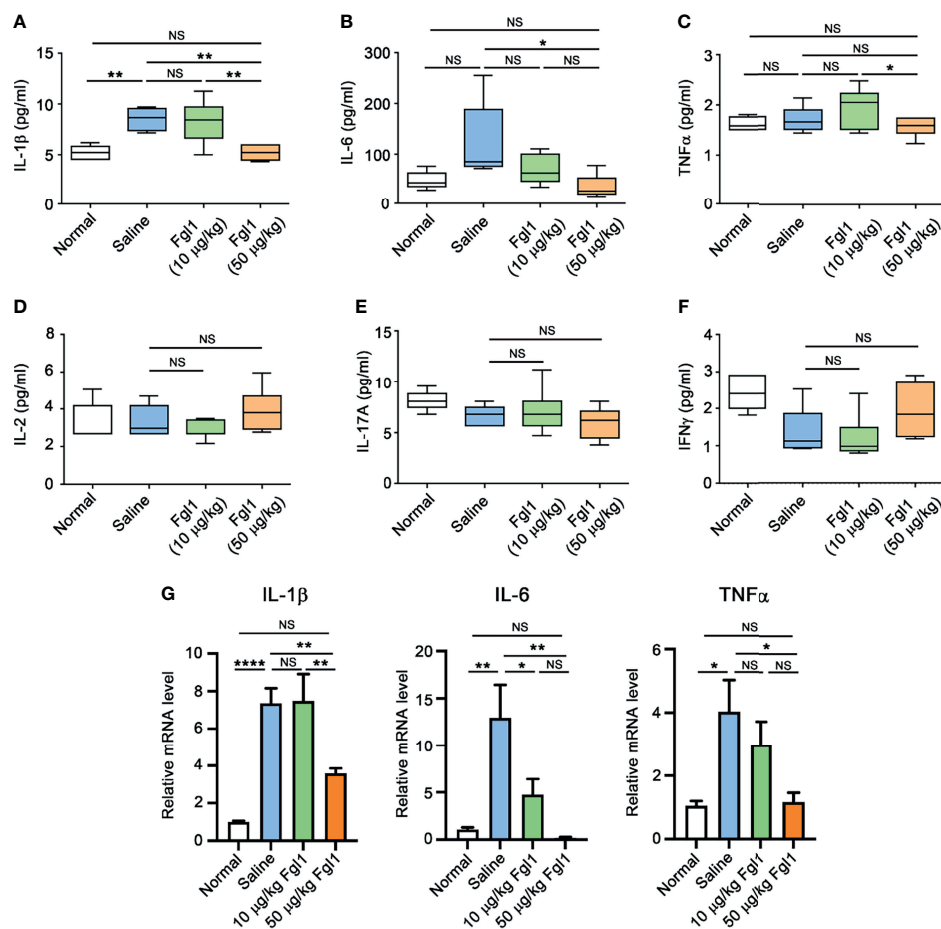 A
NS
**
** NS **
IL-1β (pg/ml)
15
10
5
0
Normal
Saline
Fgl1
(10 µg/kg)
Fgl1
(50 µg/kg)
B
NS
*
NS NS NS
IL-6 (pg/ml)
300
200
100
0
Normal
Saline
Fgl1
(10 µg/kg)
Fgl1
(50 µg/kg)
C
NS
NS
NS NS *
TNFα (pg/ml)
3
2
1
0
Normal
Saline
Fgl1
(10 µg/kg)
Fgl1
(50 µg/kg)
D
NS
NS
IL-2 (pg/ml)
8
6
4
2
0
Normal
Saline
Fgl1
(10 µg/kg)
Fgl1
(50 µg/kg)
E
NS
NS
IL-17A (pg/ml)
15
10
5
0
Normal
Saline
Fgl1
(10 µg/kg)
Fgl1
(50 µg/kg)
F
NS
NS
IFNγ (pg/ml)
4
3
2
1
0
Normal
Saline
Fgl1
(10 µg/kg)
Fgl1
(50 µg/kg)
G
IL-1β
NS
**
**** NS **
Relative mRNA level
10
8
6
4
2
0
Normal
Saline
10 µg/kg Fgl1
50 µg/kg Fgl1
IL-6
NS
**
** * NS
Relative mRNA level
20
15
10
5
0
Normal
Saline
10 µg/kg Fgl1
50 µg/kg Fgl1
TNFα
NS
*
* NS NS
Relative mRNA level
6
4
2
0
Normal
Saline
10 µg/kg Fgl1
50 µg/kg Fgl1